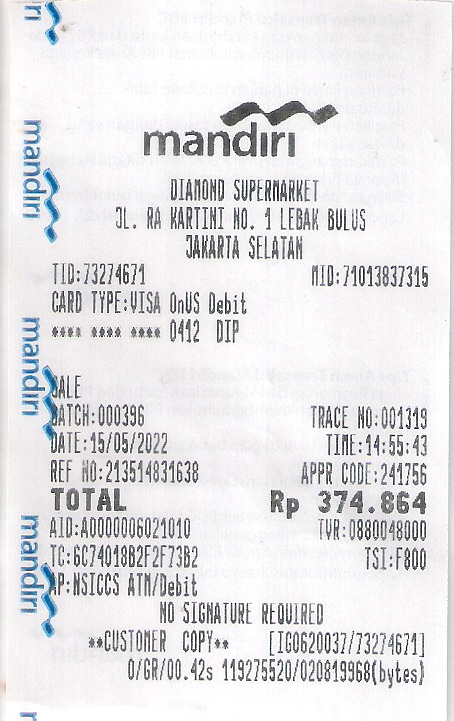 mandiri
DIAMOND SUPERMARKET
JL. RA KARTINI NO. 1 LEBAK BULUS
JAKARTA SELATAN
TID:73274671 MID:71013837315
CARD TYPE:VISA OnUS Debit
**** **** **** 0412 DIP
SALE
BATCH:000396 TRACE NO:001319
DATE:15/05/2022 TIME:14:55:43
REF NO:213514831638 APPR CODE:241756
TOTAL Rp 374.864
AID:A0000006021010 TVR:0880048000
TC:6C74018B2F2F73B2 TSI:F800
AP:NSICCS ATM/Debit
NO SIGNATURE REQUIRED
**CUSTOMER COPY** [IG0620037/73274671]
0/GR/00.42s 119275520/020819968(bytes)
mandiri
mandiri
mandiri